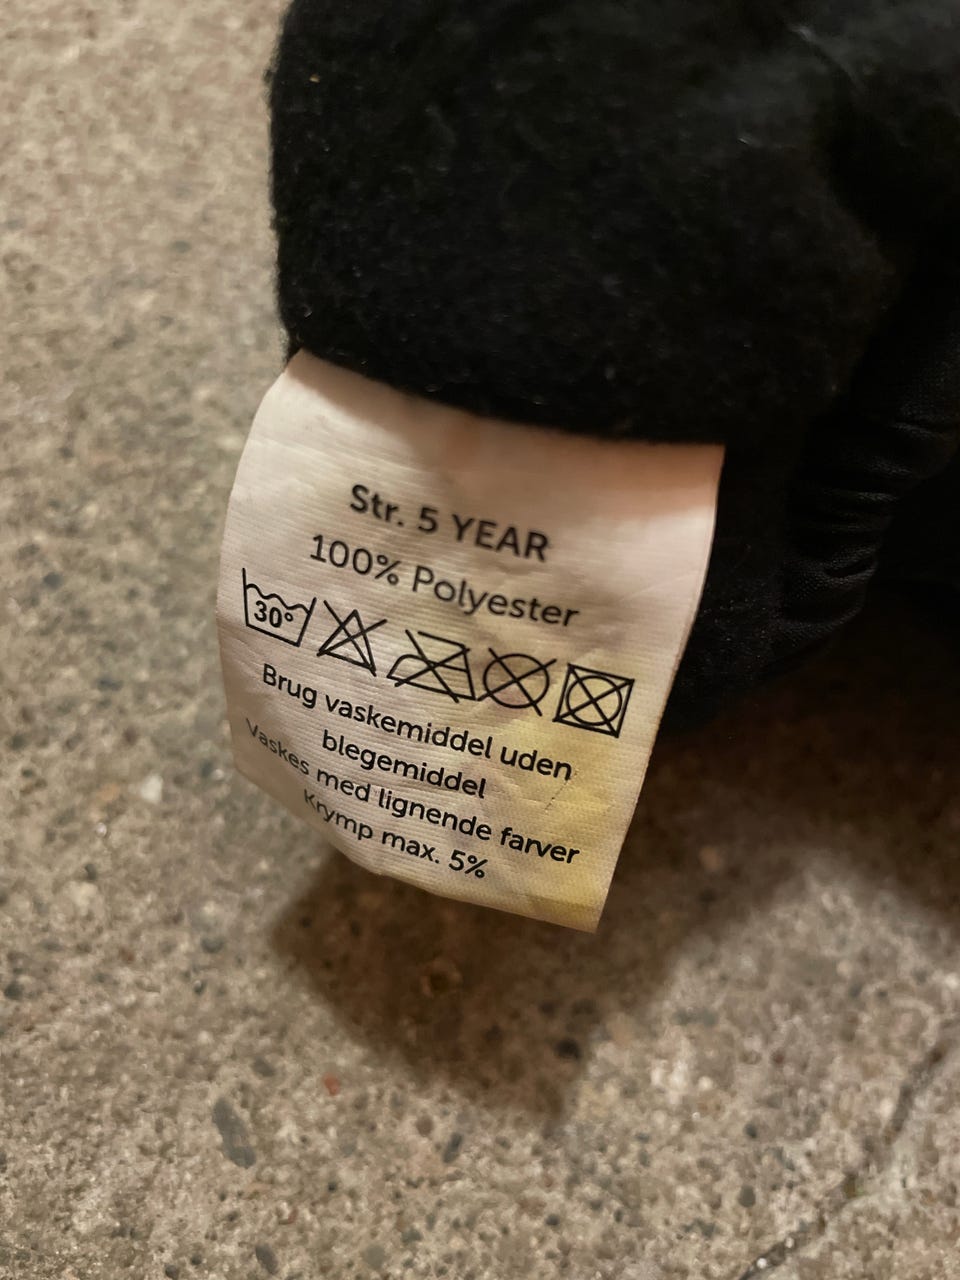 Str. 5 YEAR
100% Polyester
30°
Brug vaskemiddel uden
blegemiddel
Vaskes med lignende farver
Krymp max. 5%